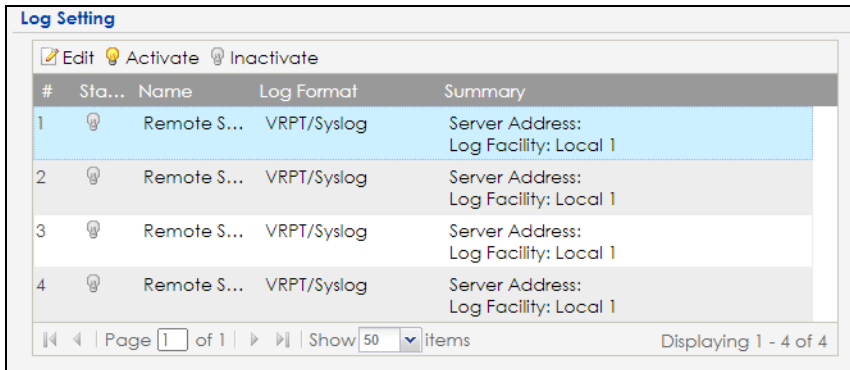 Log Setting
Edit Activate Inactivate
# Sta... Name Log Format Summary
1 Remote S... VRPT/Syslog Server Address:
Log Facility: Local 1
2 Remote S... VRPT/Syslog Server Address:
Log Facility: Local 1
3 Remote S... VRPT/Syslog Server Address:
Log Facility: Local 1
4 Remote S... VRPT/Syslog Server Address:
Log Facility: Local 1
Page 1 of 1 Show 50 items Displaying 1 - 4 of 4